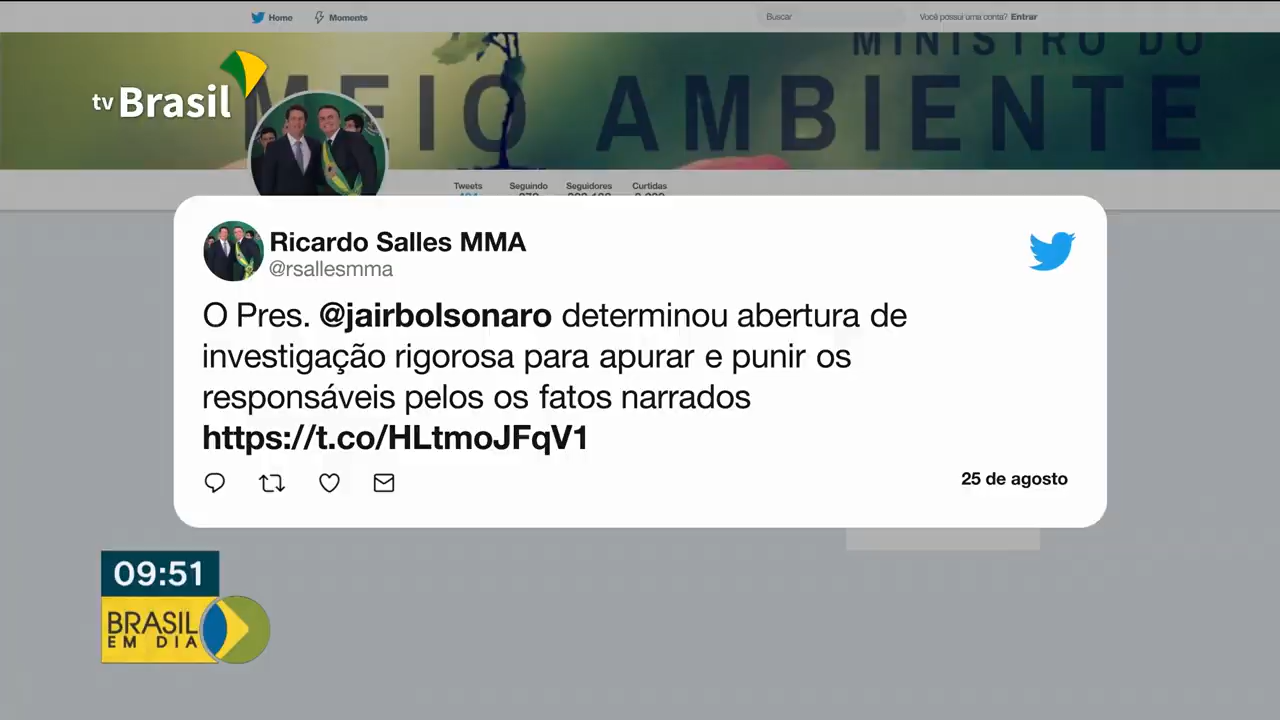 Home Moments Buscar Você possui uma conta? Entrar
MINISTRO DO
tv Brasil
MEIO AMBIENTE
Tweets Seguindo Seguidores Curtidas
Ricardo Salles MMA
@rsallesmma
O Pres. @jairbolsonaro determinou abertura de
investigação rigorosa para apurar e punir os
responsáveis pelos os fatos narrados
https://t.co/HLtmoJFqV1
25 de agosto
09:51
BRASIL
EM DIA